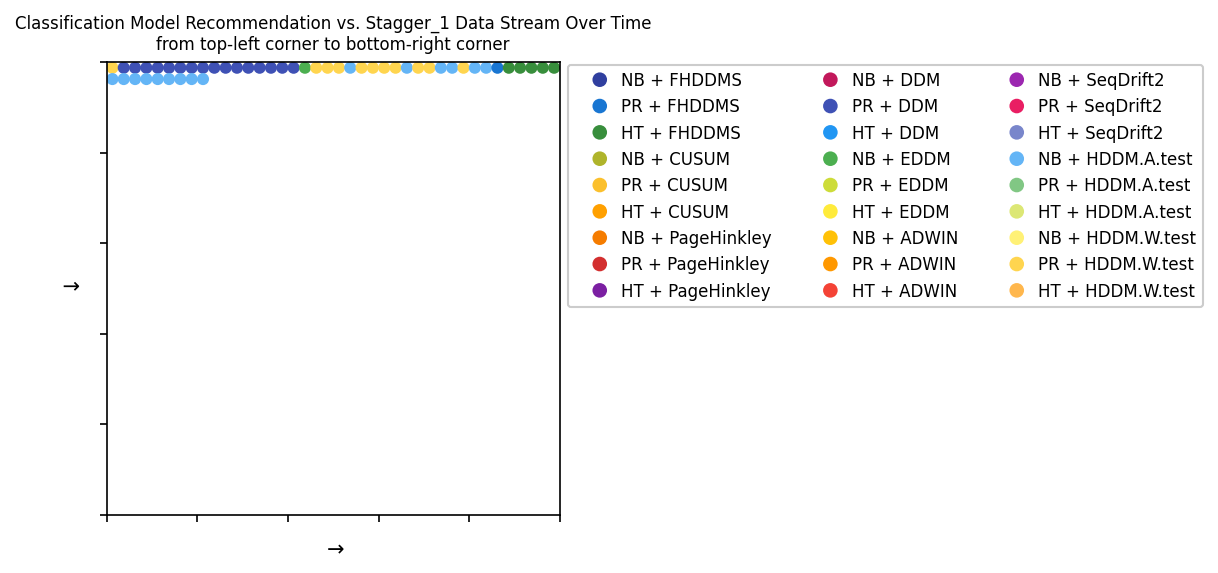 Classification Model Recommendation vs. Stagger_1 Data Stream Over Time
from top-left corner to bottom-right corner
NB + FHDDMS
PR + FHDDMS
HT + FHDDMS
NB + CUSUM
PR + CUSUM
HT + CUSUM
NB + PageHinkley
PR + PageHinkley
HT + PageHinkley
NB + DDM
PR + DDM
HT + DDM
NB + EDDM
PR + EDDM
HT + EDDM
NB + ADWIN
PR + ADWIN
HT + ADWIN
NB + SeqDrift2
PR + SeqDrift2
HT + SeqDrift2
NB + HDDM.A.test
PR + HDDM.A.test
HT + HDDM.A.test
NB + HDDM.W.test
PR + HDDM.W.test
HT + HDDM.W.test
→
→